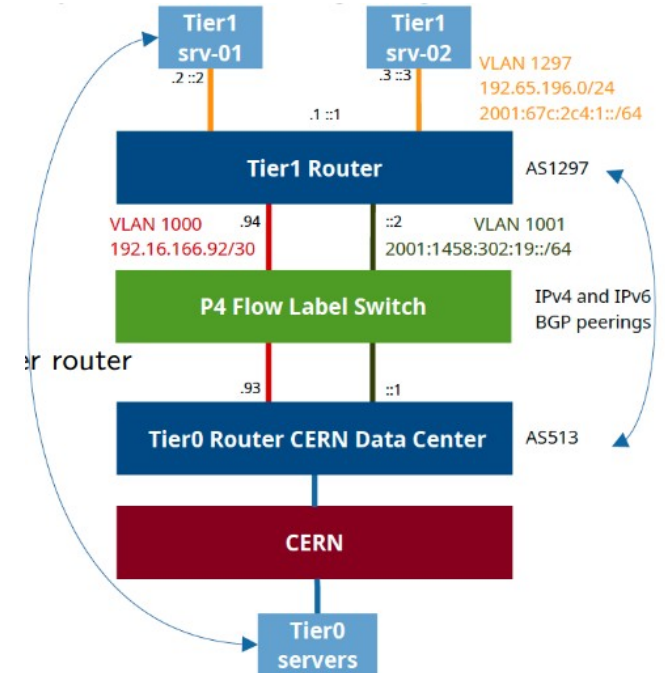 Tier1
srv-01
Tier1
srv-02
.2 ::2
.3 ::3
VLAN 1297
192.65.196.0/24
2001:67c:2c4:1::/64
.1 ::1
Tier1 Router
AS1297
VLAN 1000
192.16.166.92/30
.94
::2
VLAN 1001
2001:1458:302:19::/64
P4 Flow Label Switch
IPv4 and IPv6
BGP peerings
er router
.93
::1
Tier0 Router CERN Data Center
AS513
CERN
Tier0
servers